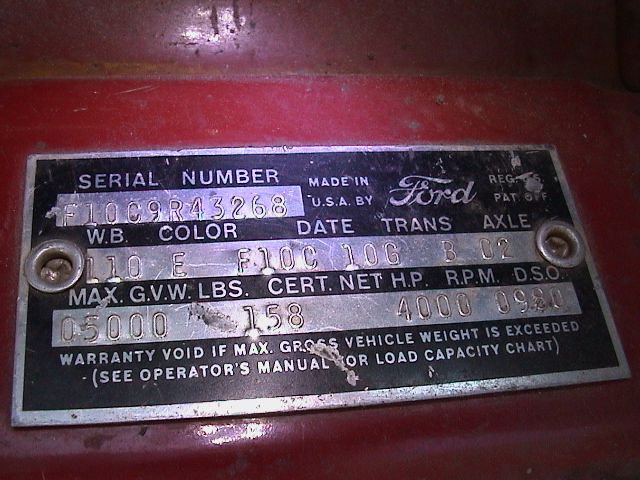 SERIAL NUMBER MADE IN U.S.A. BY Ford REG. U.S. PAT. OFF.
F10C9R43268
W.B. COLOR DATE TRANS AXLE
110 E F10C 10G B 02
MAX. G.V.W. LBS. CERT. NET H.P. R.P.M. D.S.O.
05000 158 4000 0980
WARRANTY VOID IF MAX. GROSS VEHICLE WEIGHT IS EXCEEDED
(SEE OPERATOR'S MANUAL FOR LOAD CAPACITY CHART)